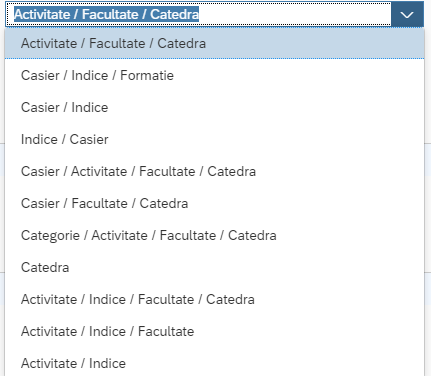 Activitate / Facultate / Catedra
Activitate / Facultate / Catedra
Casier / Indice / Formatie
Casier / Indice
Indice / Casier
Casier / Activitate / Facultate / Catedra
Casier / Facultate / Catedra
Categorie / Activitate / Facultate / Catedra
Catedra
Activitate / Indice / Facultate / Catedra
Activitate / Indice / Facultate
Activitate / Indice